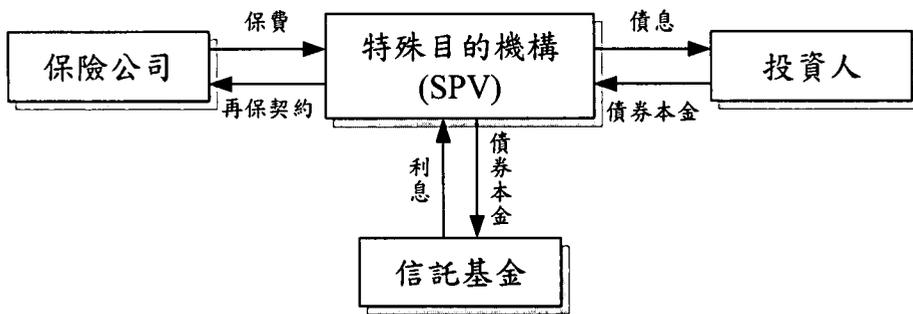 保費
債息
保險公司
特殊目的機構
(SPV)
投資人
再保契約
債券本金
利息
債券本金
信託基金